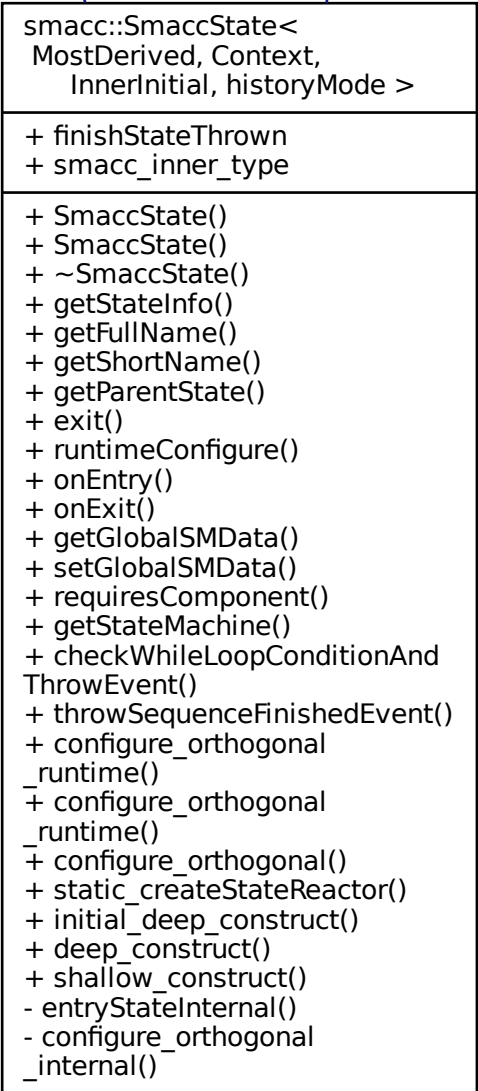 smacc::SmaccState<
MostDerived, Context,
InnerInitial, historyMode >
+ finishStateThrown
+ smacc_inner_type
+ SmaccState()
+ SmaccState()
+ ~SmaccState()
+ getStateInfo()
+ getFullName()
+ getShortName()
+ getParentState()
+ exit()
+ runtimeConfigure()
+ onEntry()
+ onExit()
+ getGlobalSMData()
+ setGlobalSMData()
+ requiresComponent()
+ getStateMachine()
+ checkWhileLoopConditionAnd
ThrowEvent()
+ throwSequenceFinishedEvent()
+ configure_orthogonal
_runtime()
+ configure_orthogonal
_runtime()
+ configure_orthogonal()
+ static_createStateReactor()
+ initial_deep_construct()
+ deep_construct()
+ shallow_construct()
- entryStateInternal()
- configure_orthogonal
_internal()